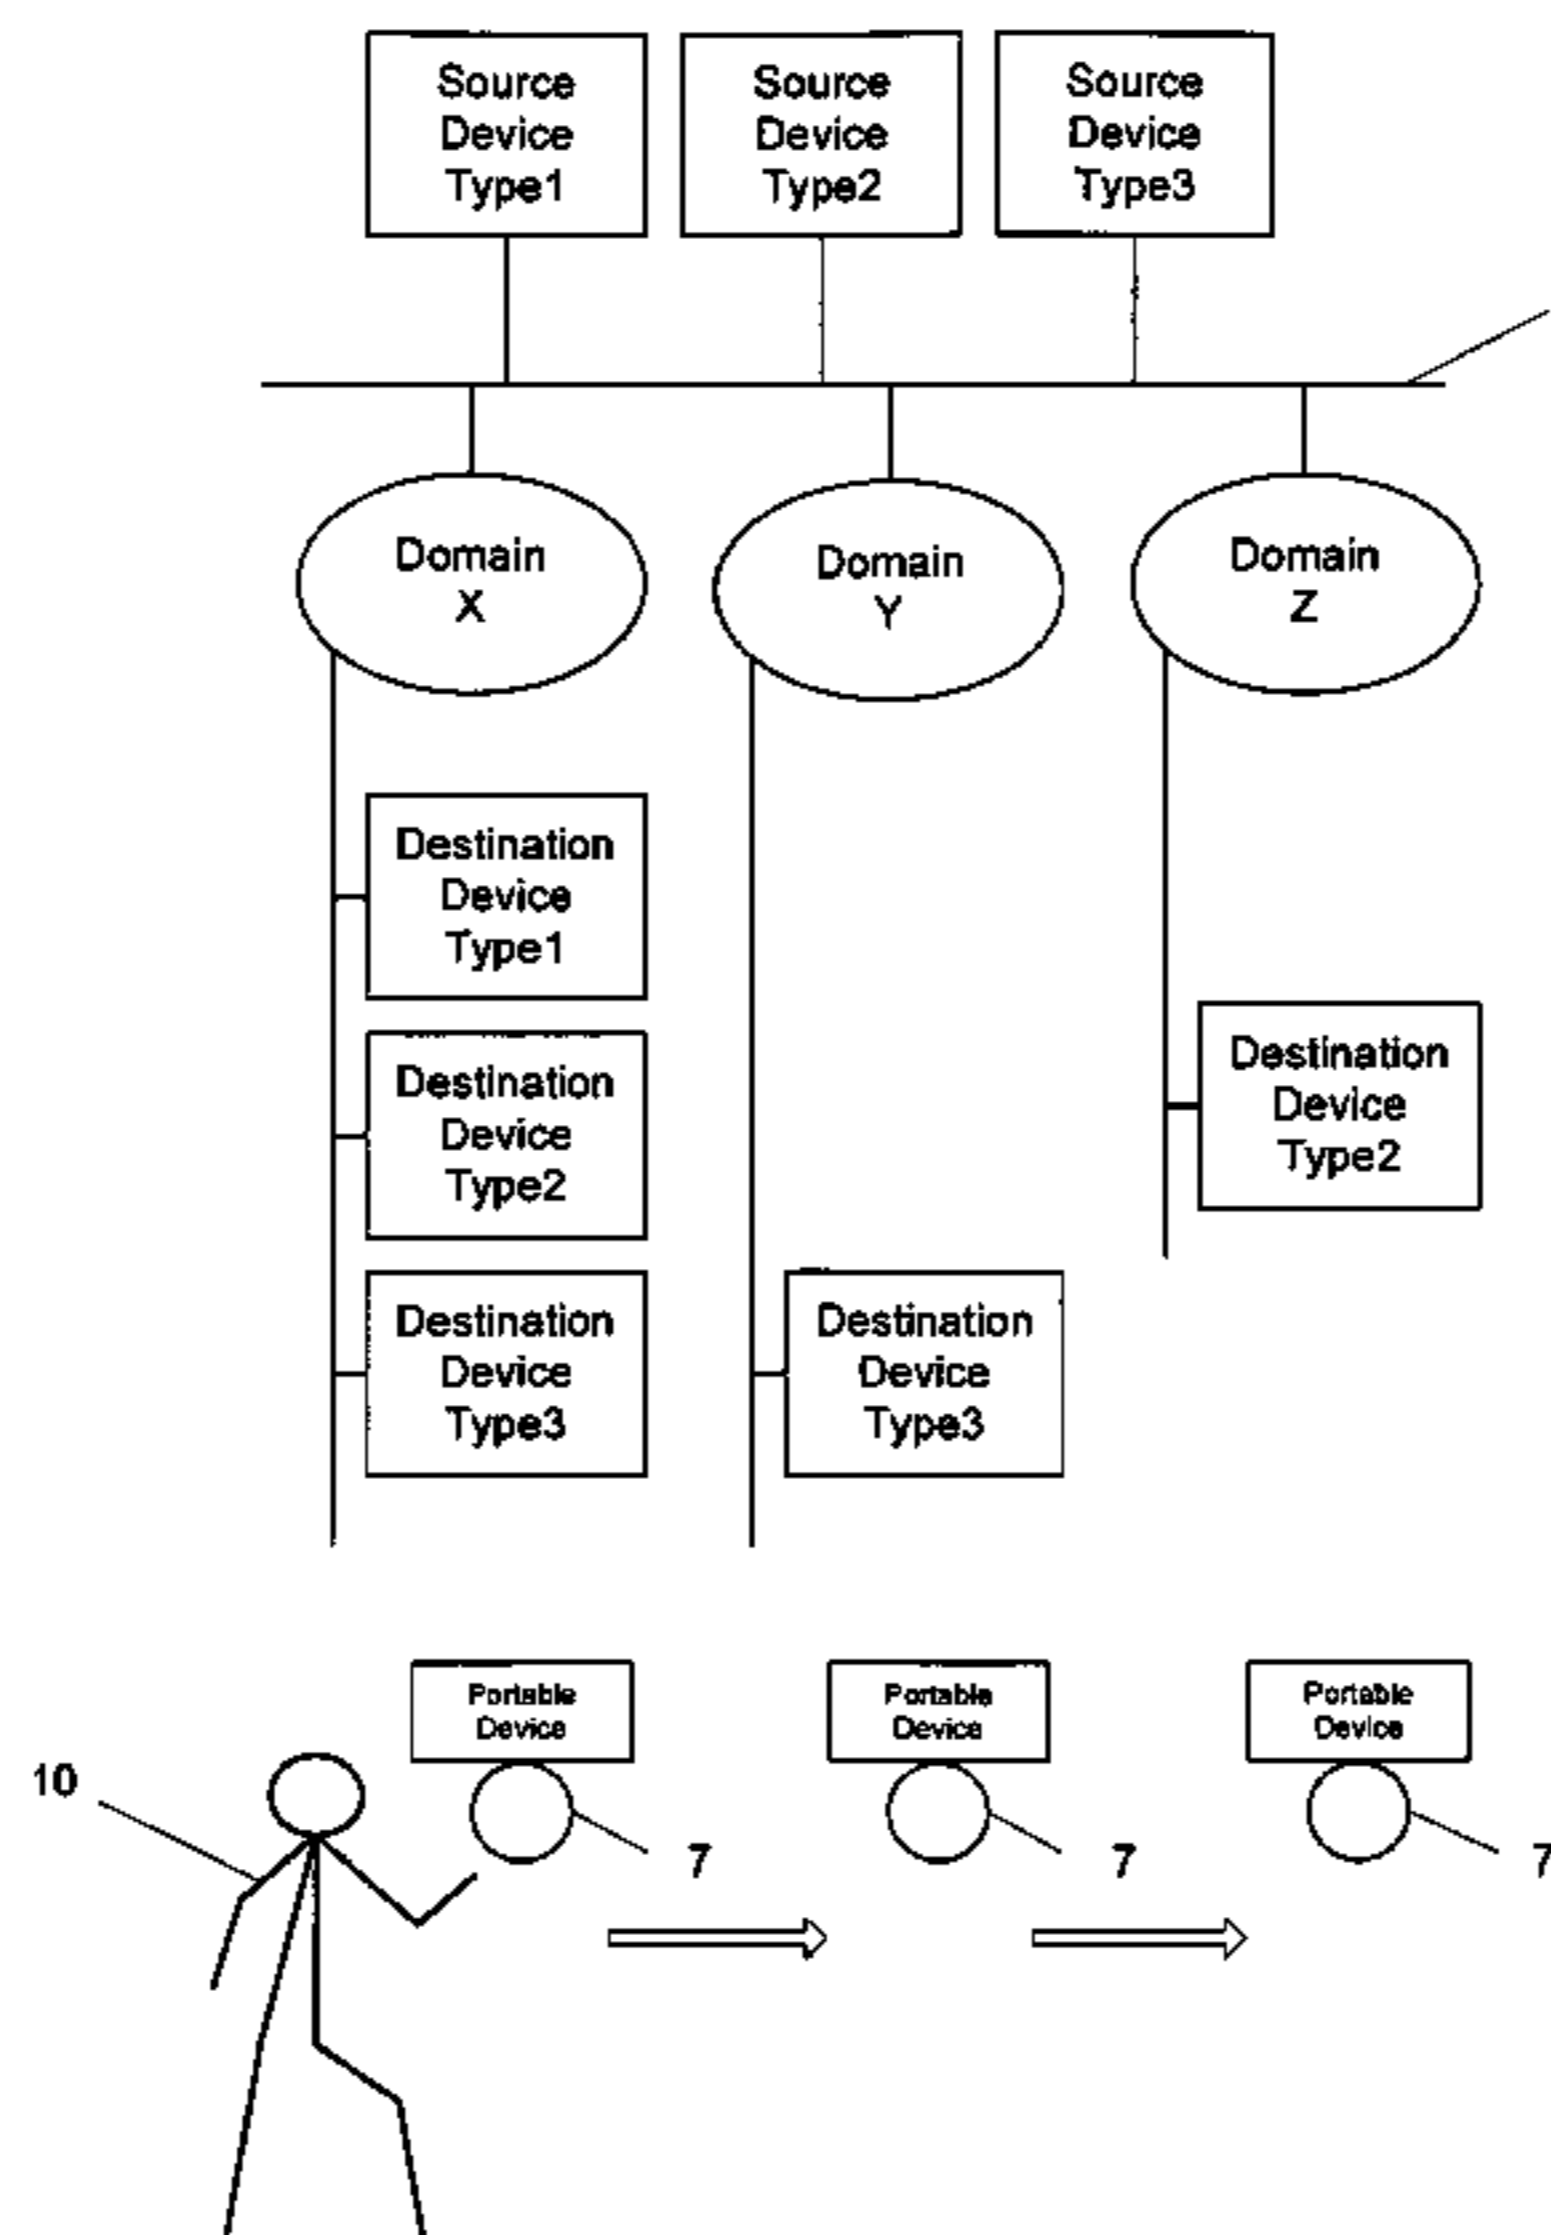 Source
Device
Type1
Source
Device
Type2
Source
Device
Type3
Domain
X
Domain
Y
Domain
Z
Destination
Device
Type1
Destination
Device
Type2
Destination
Device
Type3
Destination
Device
Type3
Destination
Device
Type2
Portable
Device
Portable
Device
Portable
Device
10
7
7
7